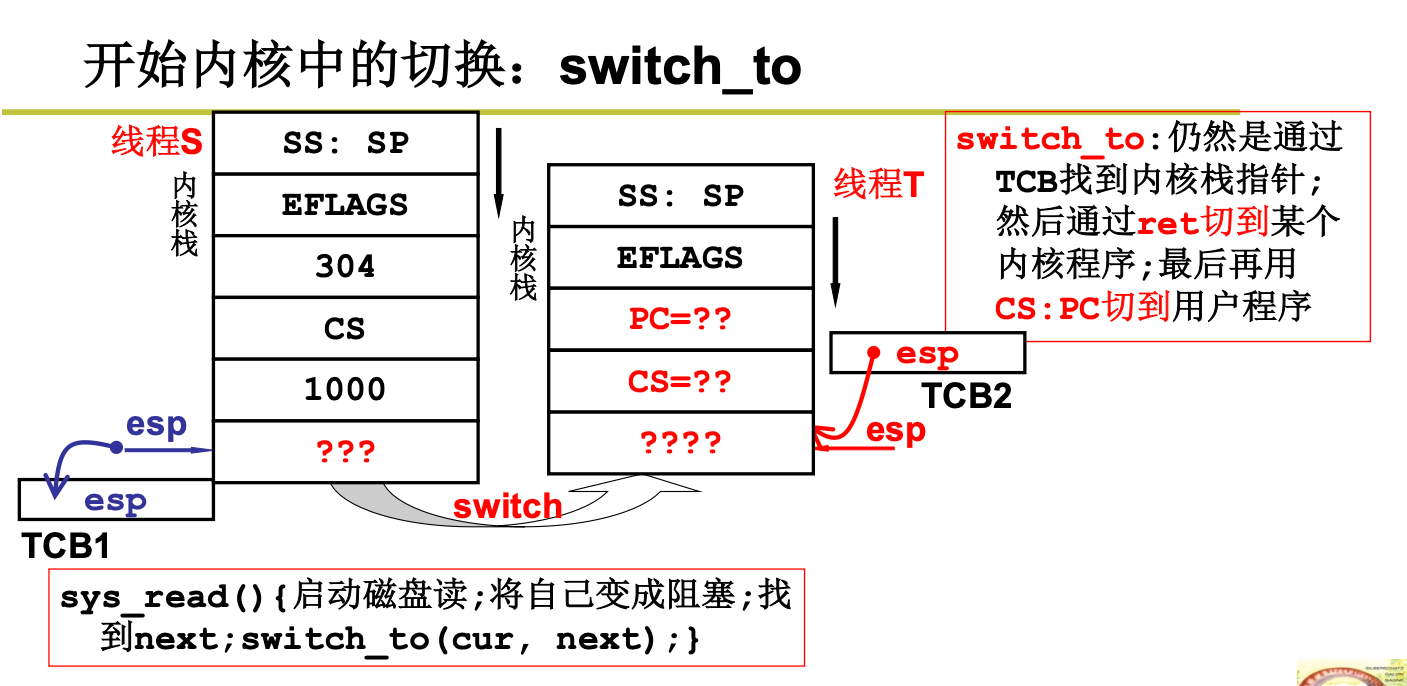 开始内核中的切换：switch_to
线程S
内核栈
SS: SP
EFLAGS
304
CS
1000
???
esp
esp
TCB1
switch
内核栈
SS: SP
EFLAGS
PC=??
CS=??
????
线程T
esp
TCB2
esp
switch_to:仍然是通过
TCB找到内核栈指针;
然后通过ret切到某个
内核程序;最后再用
CS:PC切到用户程序
sys_read(){启动磁盘读;将自己变成阻塞;找
到next;switch_to(cur, next);}
SILBERSCHATZ
GALVIN
GAGNE